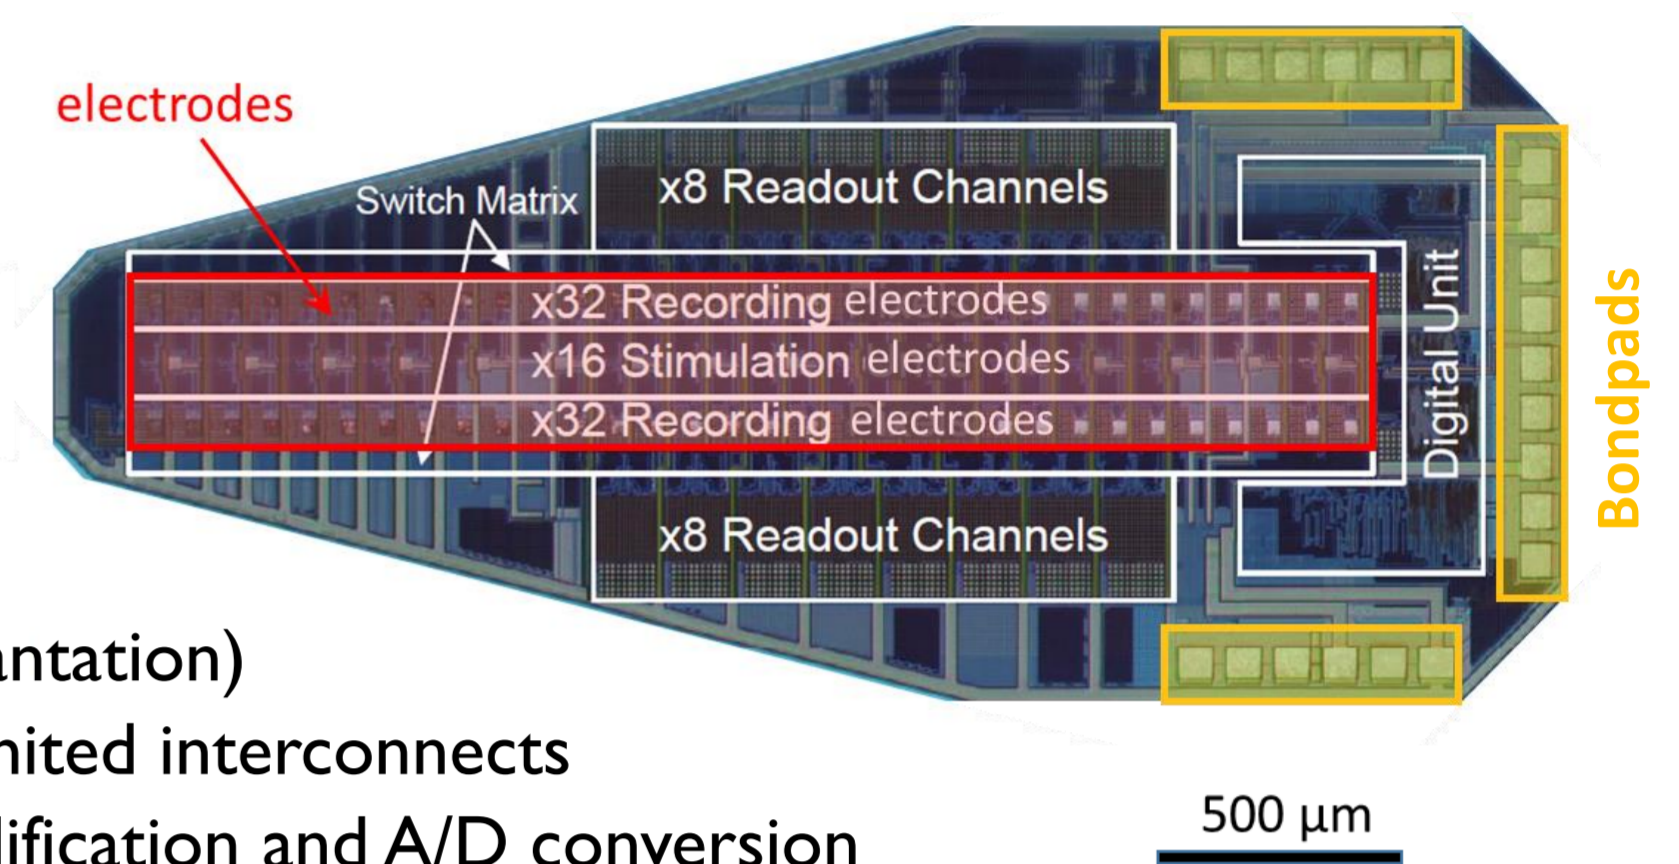 electrodes
Switch Matrix
x8 Readout Channels
x32 Recording electrodes
x16 Stimulation electrodes
x32 Recording electrodes
x8 Readout Channels
Digital Unit
Bondpads
antation)
nited interconnects
lification and A/D conversion
500 μm